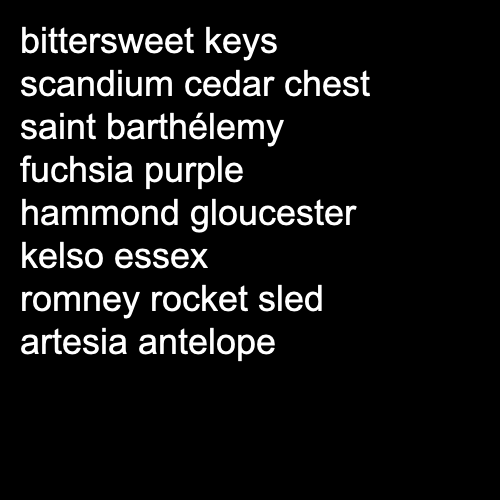 bittersweet keys
scandium cedar chest
saint barthélemy
fuchsia purple
hammond gloucester
kelso essex
romney rocket sled
artesia antelope